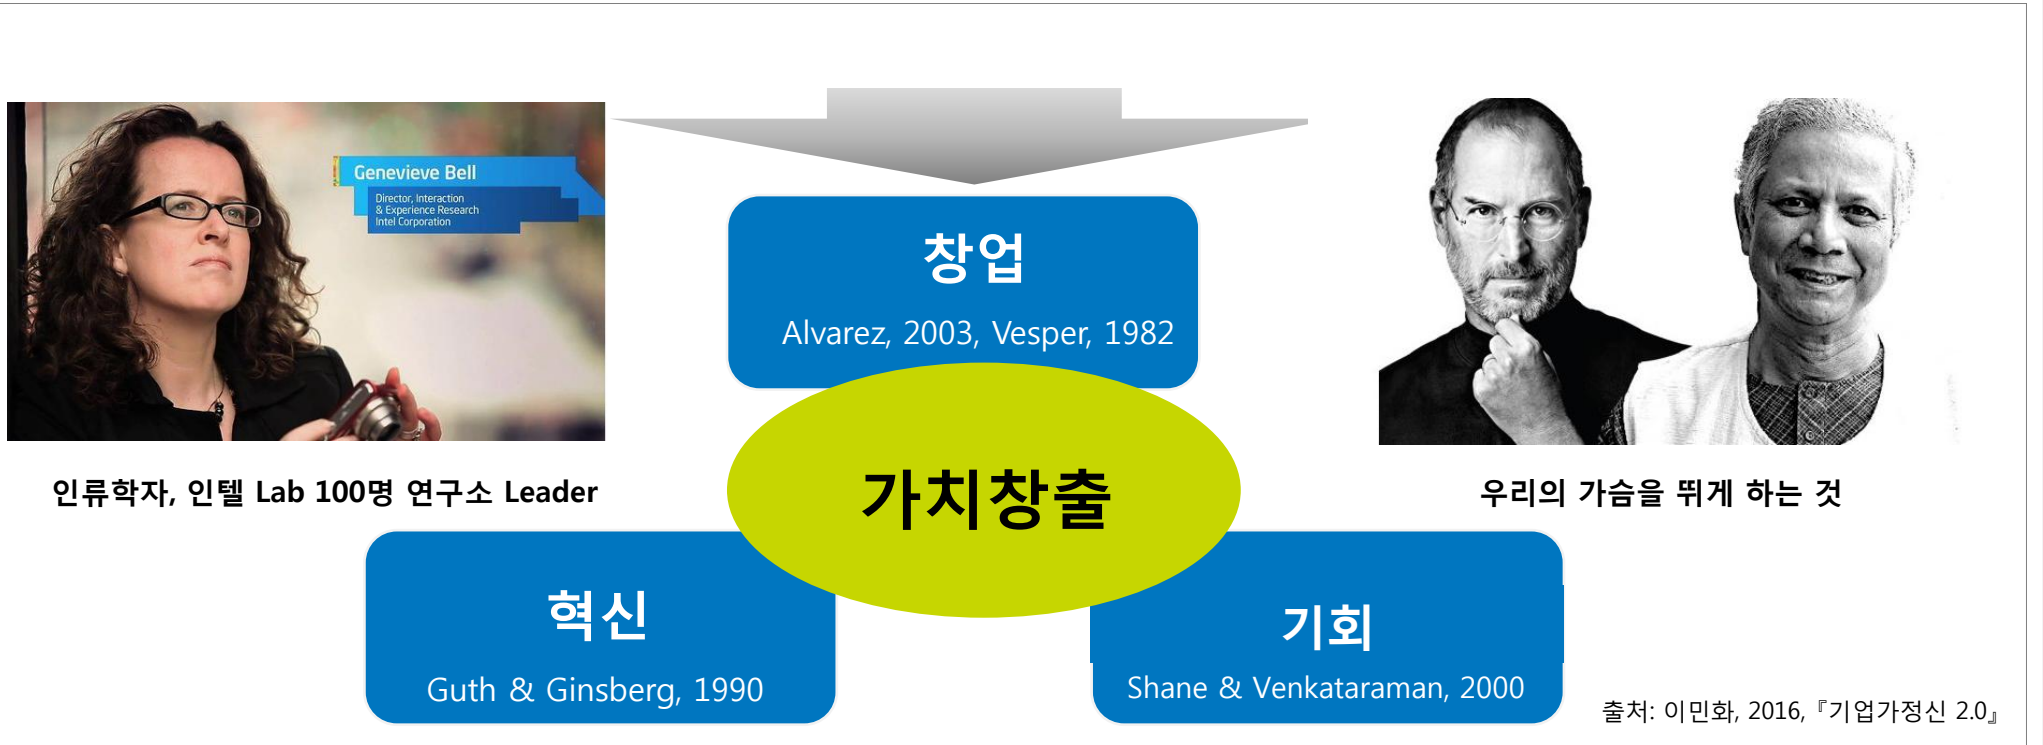 Genevieve Bell
Director, Interaction
& Experience Research
Intel Corporation
인류학자, 인텔 Lab 100명 연구소 Leader
창업
Alvarez, 2003, Vesper, 1982
가치창출
우리의 가슴을 뛰게 하는 것
혁신
Guth & Ginsberg, 1990
기회
Shane & Venkataraman, 2000
출처: 이민화, 2016,『기업가정신 2.0』